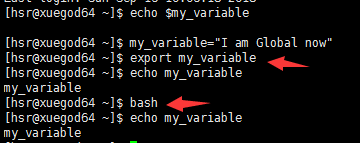 [hsr@xuegod64 ~]$ echo $my_variable

[hsr@xuegod64 ~]$ my_variable="I am Global now"
[hsr@xuegod64 ~]$ export my_variable
[hsr@xuegod64 ~]$ echo my_variable
my_variable
[hsr@xuegod64 ~]$ bash
[hsr@xuegod64 ~]$ echo my_variable
my_variable